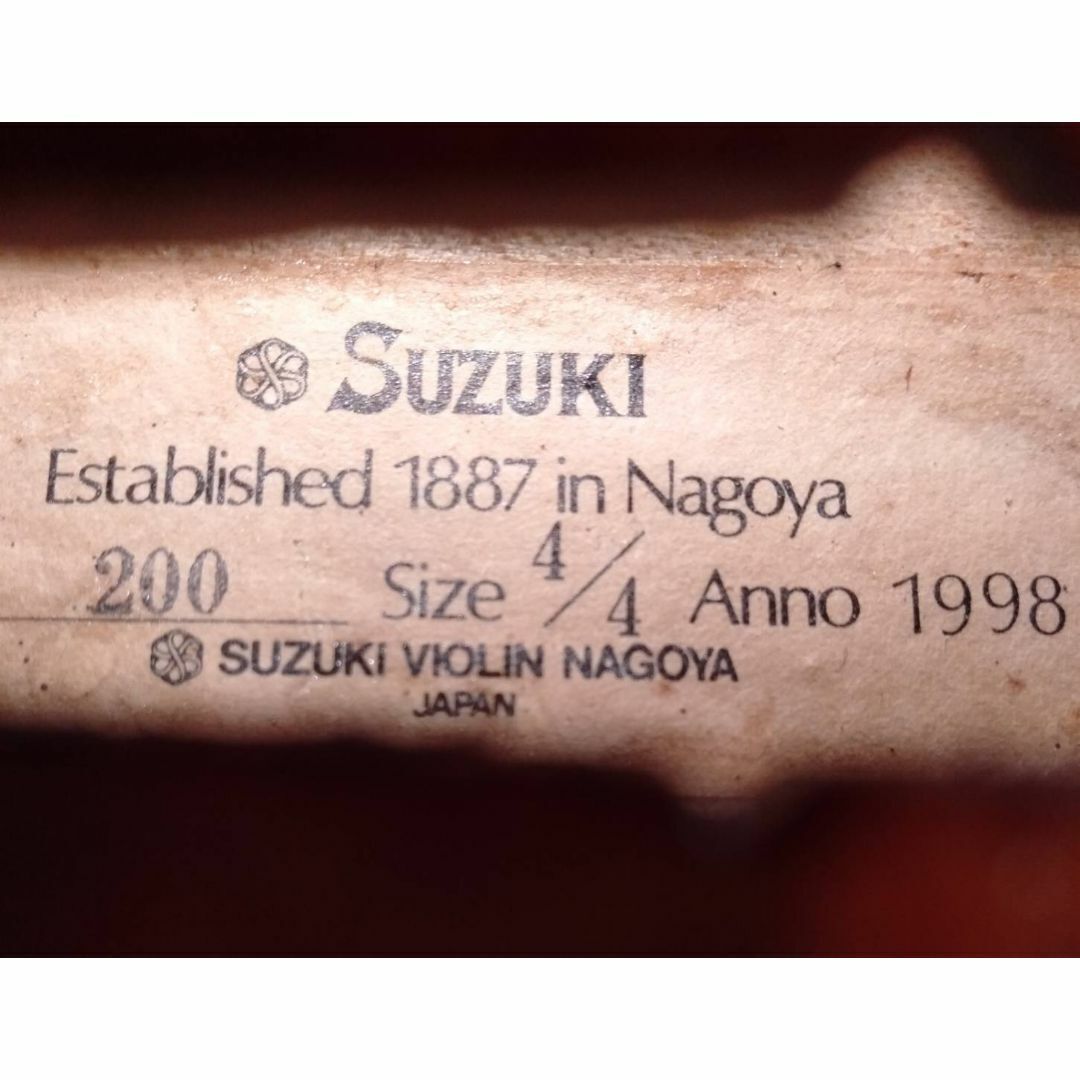 SUZUKI
Established 1887 in Nagoya
200 Size 4/4 Anno 1998
SUZUKI VIOLIN NAGOYA
JAPAN